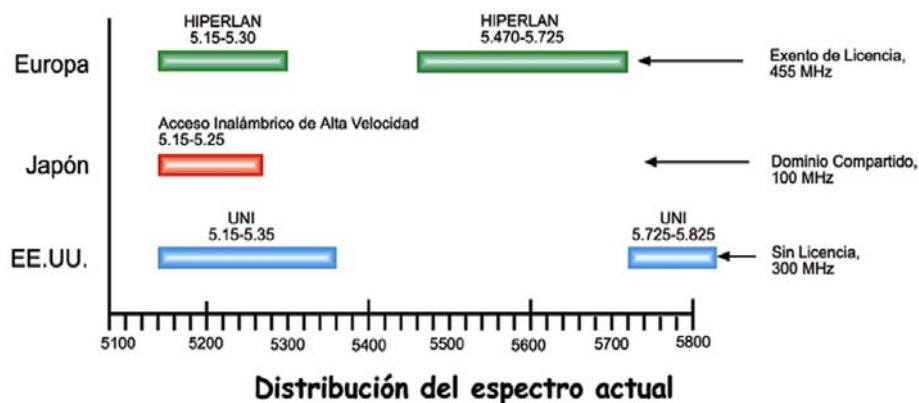 HIPERLAN
5.15-5.30
HIPERLAN
5.470-5.725
Europa
Exento de Licencia,
455 MHz
Acceso Inalámbrico de Alta Velocidad
5.15-5.25
Japón
Dominio Compartido,
100 MHz
UNI
5.15-5.35
UNI
5.725-5.825
EE.UU.
Sin Licencia,
300 MHz
5100 5200 5300 5400 5500 5600 5700 5800
Distribución del espectro actual